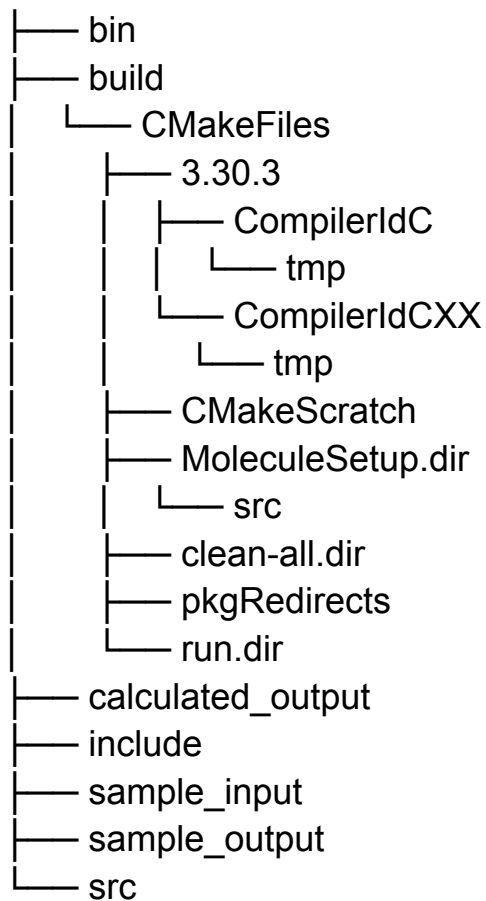 ├── bin
├── build
│   └── CMakeFiles
│       ├── 3.30.3
│       │   ├── CompilerIdC
│       │   │   └── tmp
│       │   └── CompilerIdCXX
│       │       └── tmp
│       ├── CMakeScratch
│       ├── MoleculeSetup.dir
│       │   └── src
│       ├── clean-all.dir
│       ├── pkgRedirects
│       └── run.dir
├── calculated_output
├── include
├── sample_input
├── sample_output
└── src